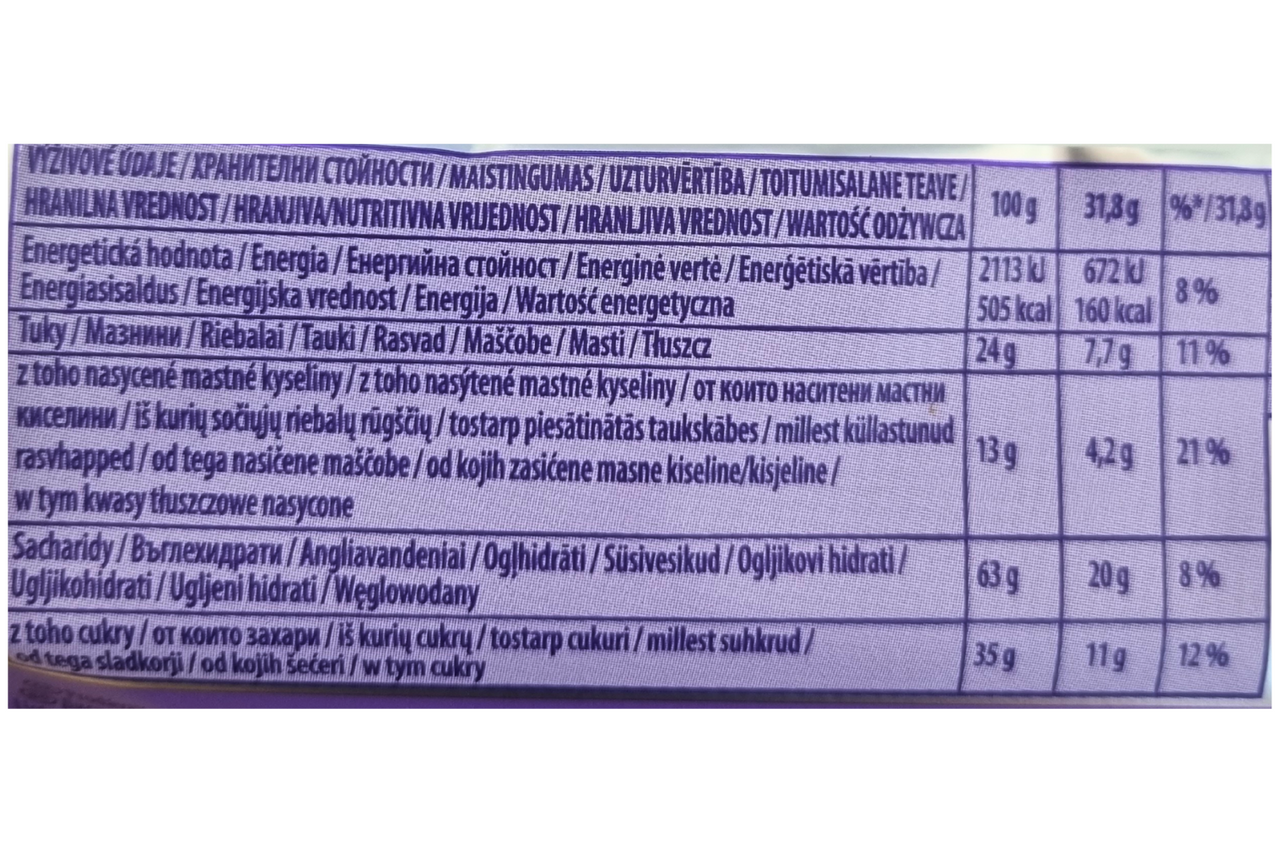 VÝŽIVOVÉ ÚDAJE / ХРАНИТЕЛНИ СТОЙНОСТИ / MAISTINGUMAS / UZTURVĒRTĪBA / TOITUMISALANE TEAVE /
HRANILNA VREDNOST / HRANJIVA/NUTRITIVNA VRIJEDNOST / HRANLJIVA VREDNOST / WARTOŚĆ ODŻYWCZA
100 g 31,8 g %*/31,8 g
Energetická hodnota / Energia / Енергийна стойност / Energinė vertė / Enerģētiskā vērtība /
Energiasisaldus / Energijska vrednost / Energija / Wartość energetyczna
2113 kJ 672 kJ
505 kcal 160 kcal 8 %
Tuky / Мазнини / Riebalai / Tauki / Rasvad / Maščobe / Masti / Tłuszcz 24 g 7,7 g 11 %
z toho nasycené mastné kyseliny / z toho nasýtené mastné kyseliny / от които наситени мастни
киселини / iš kurių sočiųjų riebalų rūgščių / tostarp piesātinātās taukskābes / millest küllastunud
rasvhapped / od tega nasičene maščobe / od kojih zasićene masne kiseline/kisjeline /
w tym kwasy tłuszczowe nasycone
13 g 4,2 g 21 %
Sacharidy / Въглехидрати / Angliavandeniai / Ogļhidrāti / Süsivesikud / Ogljikovi hidrati /
Ugljikohidrati / Ugljeni hidrati / Węglowodany
63 g 20 g 8 %
z toho cukry / от които захари / iš kurių cukrų / tostarp cukuri / millest suhkrud /
od tega sladkorji / od kojih šećeri / w tym cukry
35 g 11 g 12 %